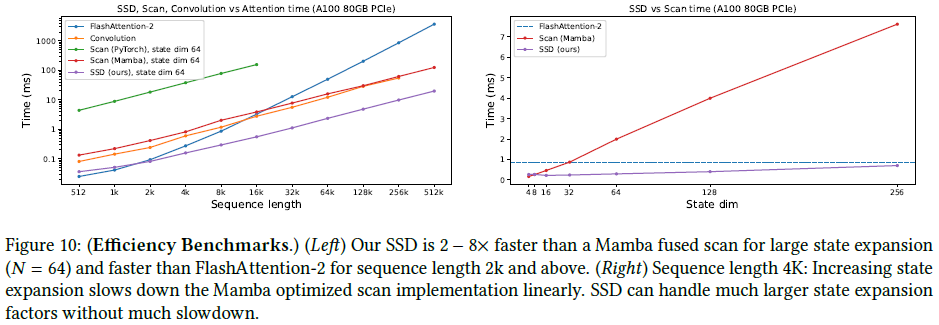 SSD, Scan, Convolution vs Attention time (A100 80GB PCIe)
FlashAttention-2
Convolution
Scan (PyTorch), state dim 64
Scan (Mamba), state dim 64
SSD (ours), state dim 64
Time (ms)
1000
100
10
1
0.1
512 1k 2k 4k 8k 16k 32k 64k 128k 256k 512k
Sequence length
SSD vs Scan time (A100 80GB PCIe)
FlashAttention-2
Scan (Mamba)
SSD (ours)
Time (ms)
7
6
5
4
3
2
1
0
4 8 16 32 64 128 256
State dim
Figure 10: (Efficiency Benchmarks.) (Left) Our SSD is 2 – 8× faster than a Mamba fused scan for large state expansion
(N = 64) and faster than FlashAttention-2 for sequence length 2k and above. (Right) Sequence length 4K: Increasing state
expansion slows down the Mamba optimized scan implementation linearly. SSD can handle much larger state expansion
factors without much slowdown.